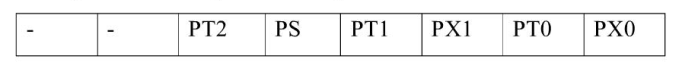 - - PT2 PS PT1 PX1 PT0 PX0